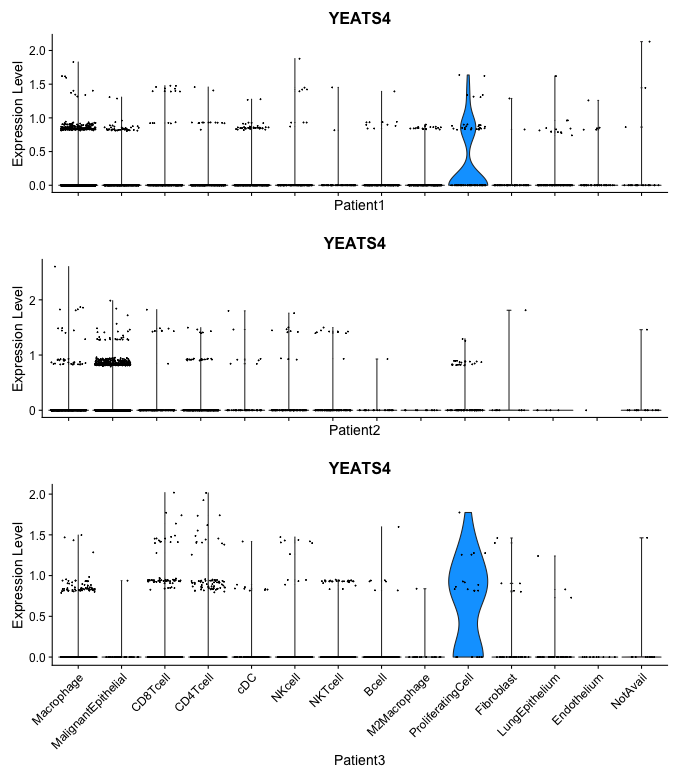 YEATS4
Expression Level
2.0
1.5
1.0
0.5
0.0
Patient1
YEATS4
Expression Level
2
1
0
Patient2
YEATS4
Expression Level
2.0
1.5
1.0
0.5
0.0
Macrophage
MalignantEpithelial
CD8Tcell
CD4Tcell
cDC
NKcell
NKTcell
Bcell
M2Macrophage
ProliferatingCell
Fibroblast
LungEpithelium
Endothelium
NotAvail
Patient3